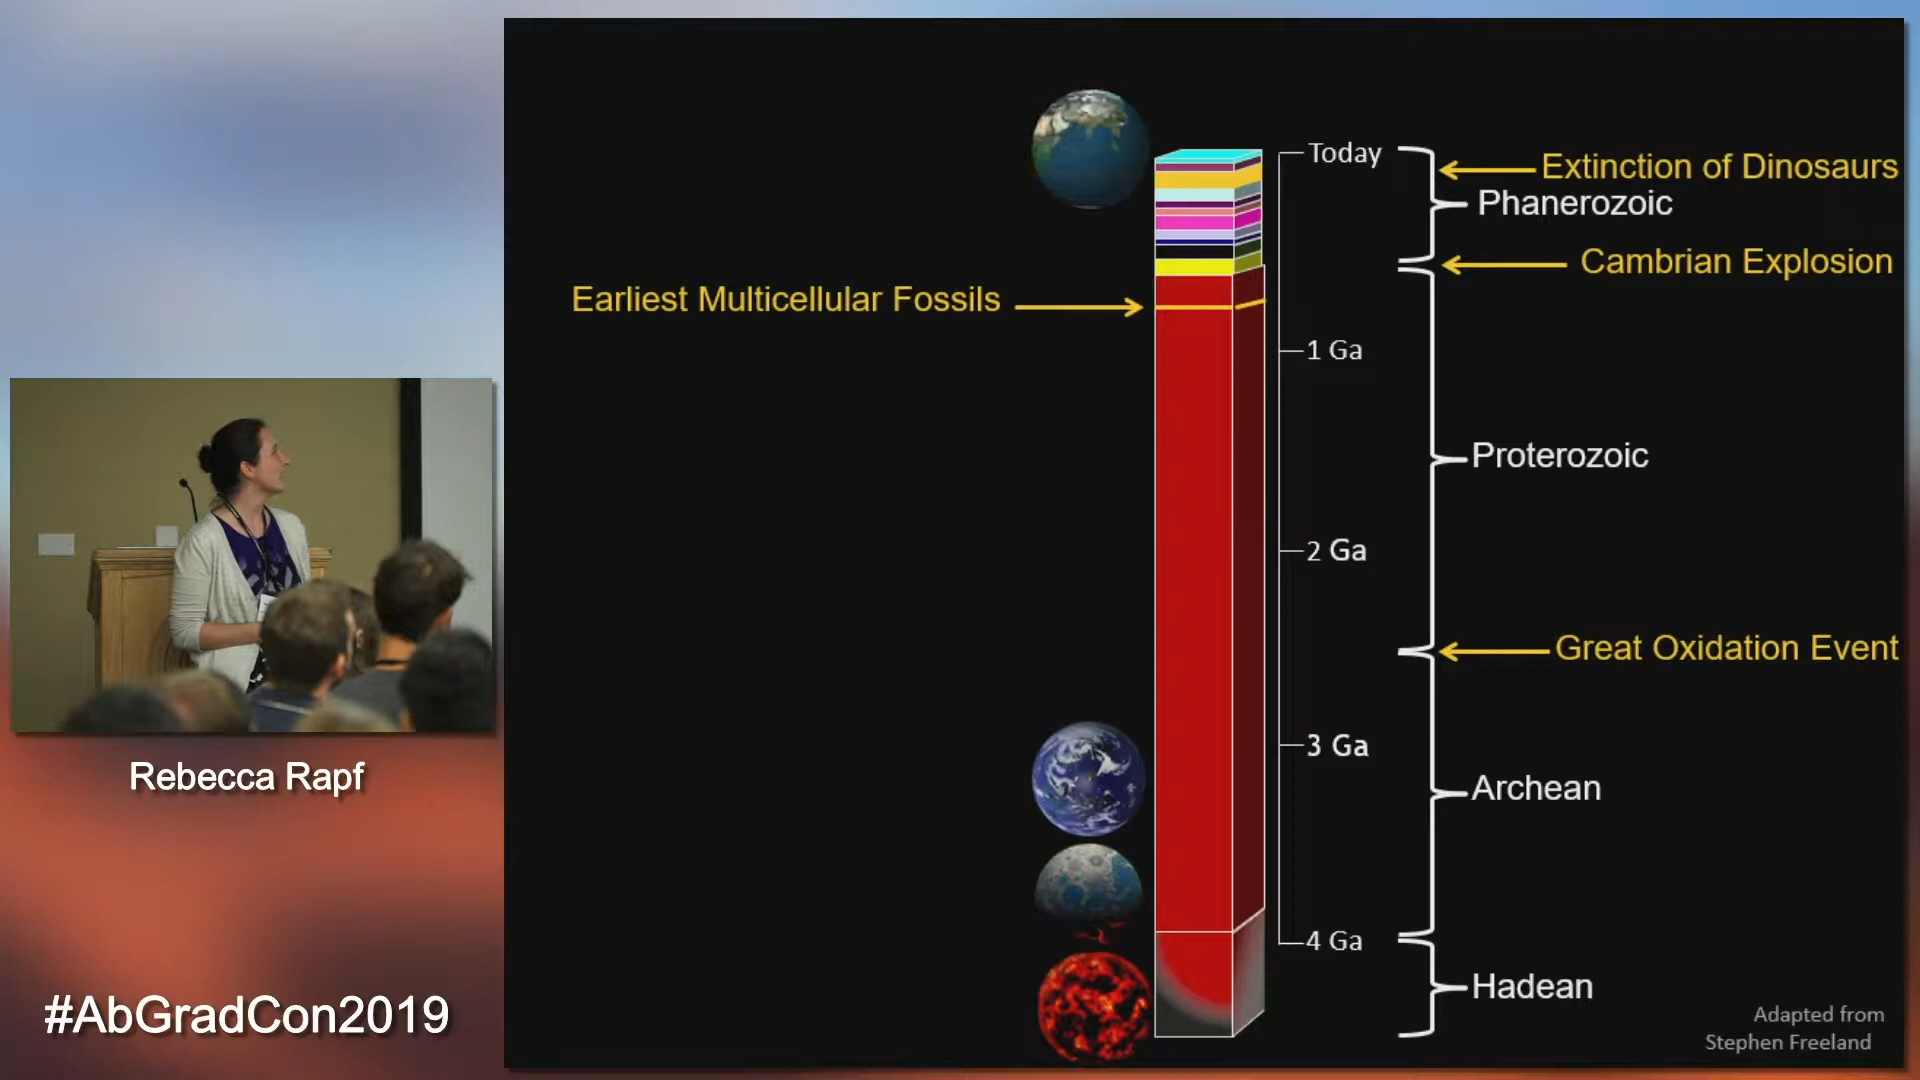 Today
Extinction of Dinosaurs
Phanerozoic
Cambrian Explosion
Earliest Multicellular Fossils
1 Ga
Proterozoic
2 Ga
Great Oxidation Event
3 Ga
Archean
4 Ga
Hadean
Adapted from
Stephen Freeland
Rebecca Rapf
#AbGradCon2019